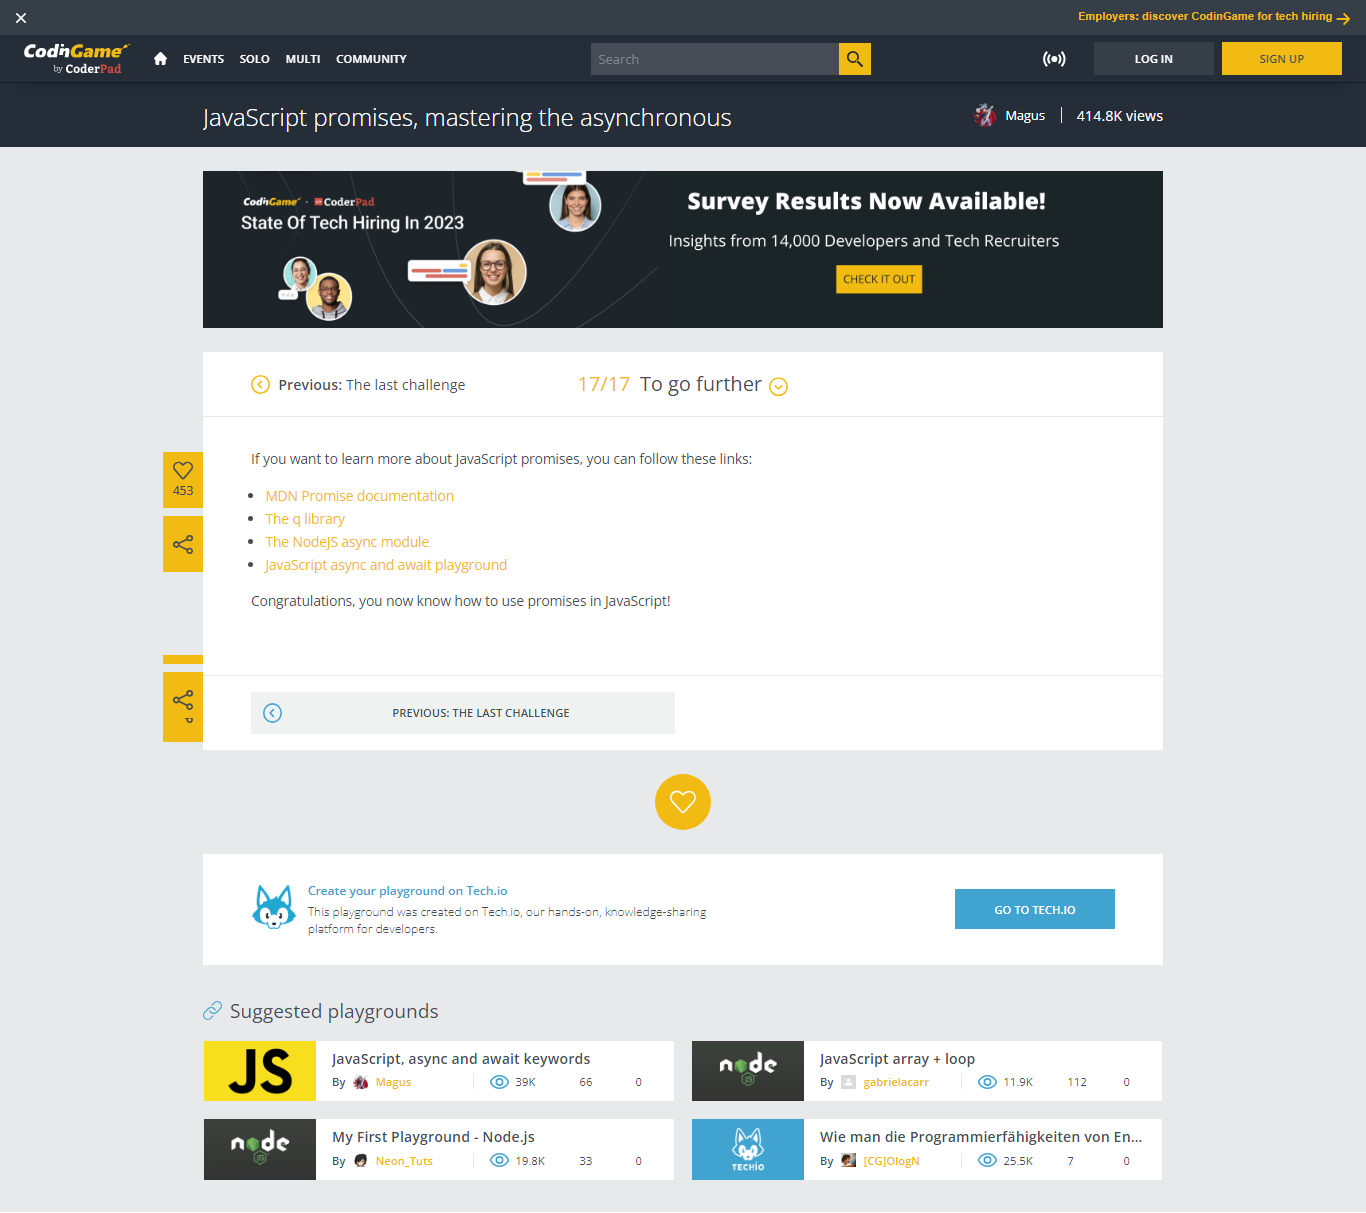 Employers: discover CodinGame for tech hiring
CodinGame
by CoderPad
EVENTS SOLO MULTI COMMUNITY
Search
LOG IN
SIGN UP
JavaScript promises, mastering the asynchronous
Magus
414.8K views
CodinGame · CoderPad
State Of Tech Hiring In 2023
Survey Results Now Available!
Insights from 14,000 Developers and Tech Recruiters
CHECK IT OUT
Previous: The last challenge
17/17 To go further
If you want to learn more about JavaScript promises, you can follow these links:
453
MDN Promise documentation
The q library
The NodeJS async module
JavaScript async and await playground
Congratulations, you now know how to use promises in JavaScript!
PREVIOUS: THE LAST CHALLENGE
Create your playground on Tech.io
This playground was created on Tech.io, our hands-on, knowledge-sharing
platform for developers.
GO TO TECH.IO
Suggested playgrounds
JS
JavaScript, async and await keywords
By Magus 39K 66 0
node
JS
JavaScript array + loop
By gabrielacarr 11.9K 112 0
node
JS
My First Playground - Node.js
By Neon_Tuts 19.8K 33 0
TECHIO
Wie man die Programmierfähigkeiten von En...
By [CG]OlogN 25.5K 7 0